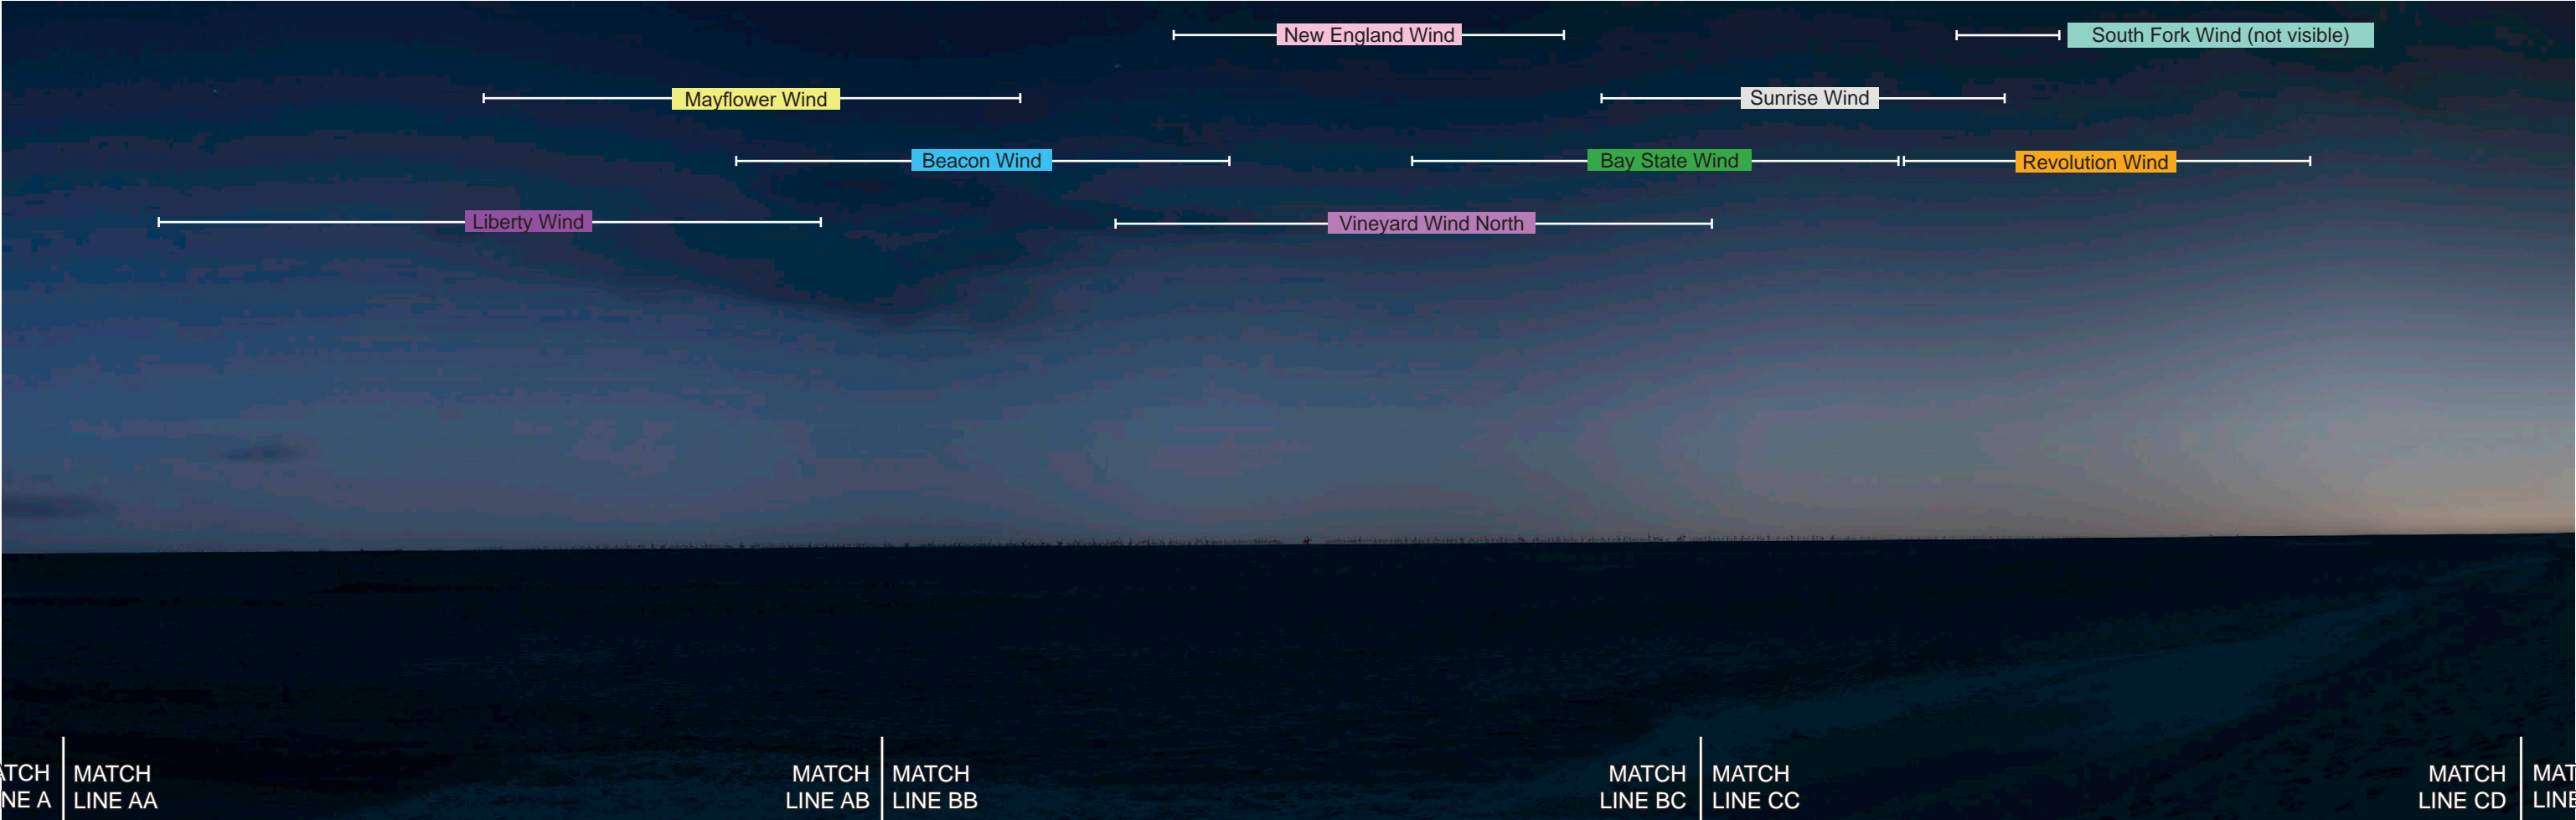 New England Wind
South Fork Wind (not visible)
Mayflower Wind
Sunrise Wind
Beacon Wind
Bay State Wind
Revolution Wind
Liberty Wind
Vineyard Wind North
MATCH
LINE AA
MATCH
LINE AB
MATCH
LINE BB
MATCH
LINE BC
MATCH
LINE CC
MATCH
LINE CD